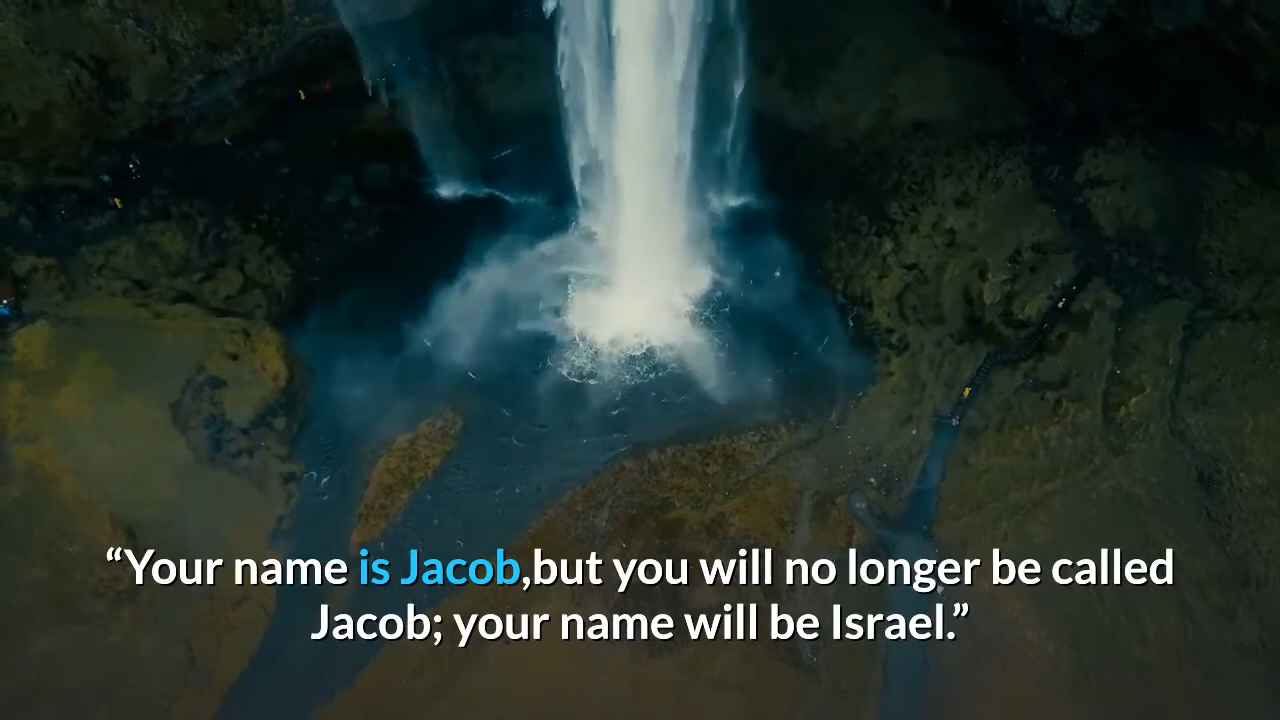 “Your name is Jacob,but you will no longer be called
Jacob; your name will be Israel.”